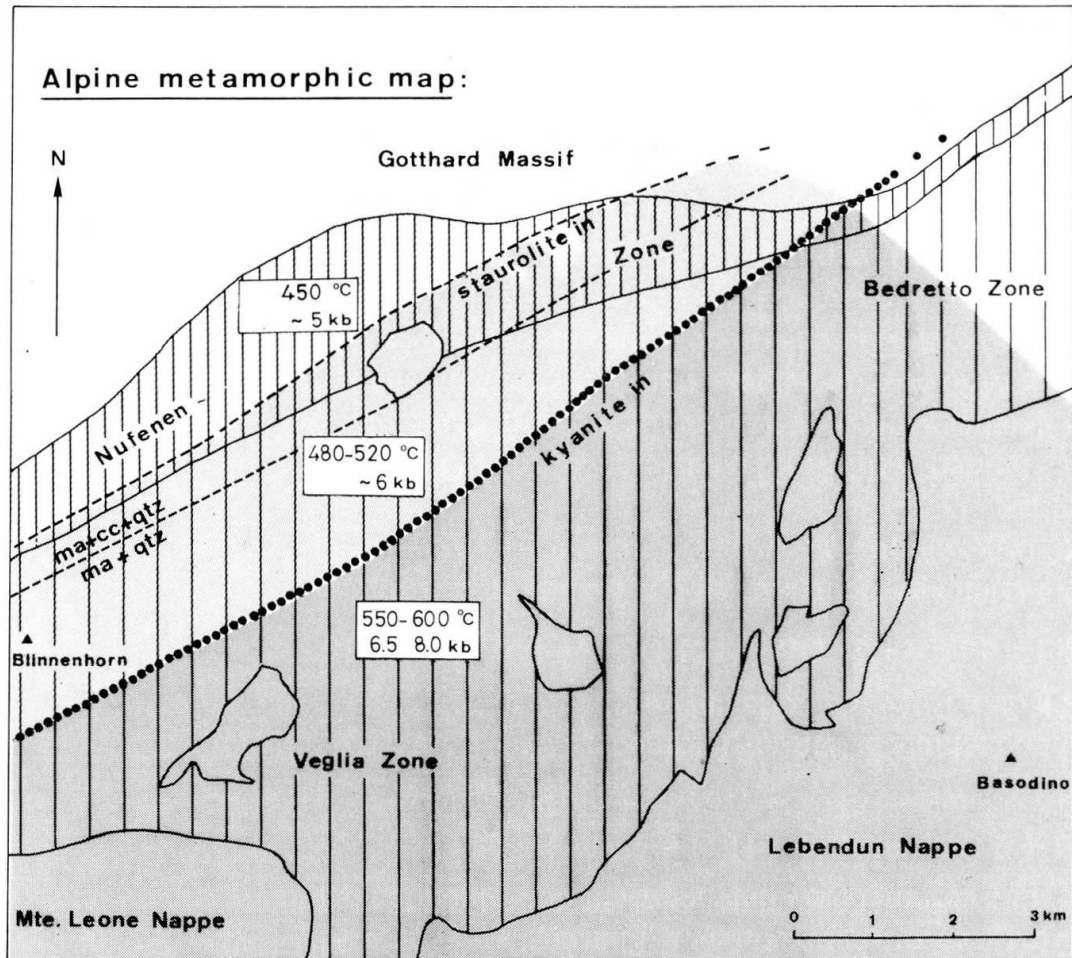 Alpine metamorphic map:
N
Gotthard Massif
staurolite in
Zone
Bedretto Zone
450 °C
~ 5 kb
Nufenen -
kyanite in
480-520 °C
~ 6 kb
ma+cc+qtz
ma + qtz
550-600 °C
6.5 8.0 kb
Blinnenhorn
Veglia Zone
Basodino
Lebendun Nappe
Mte. Leone Nappe
0 1 2 3 km